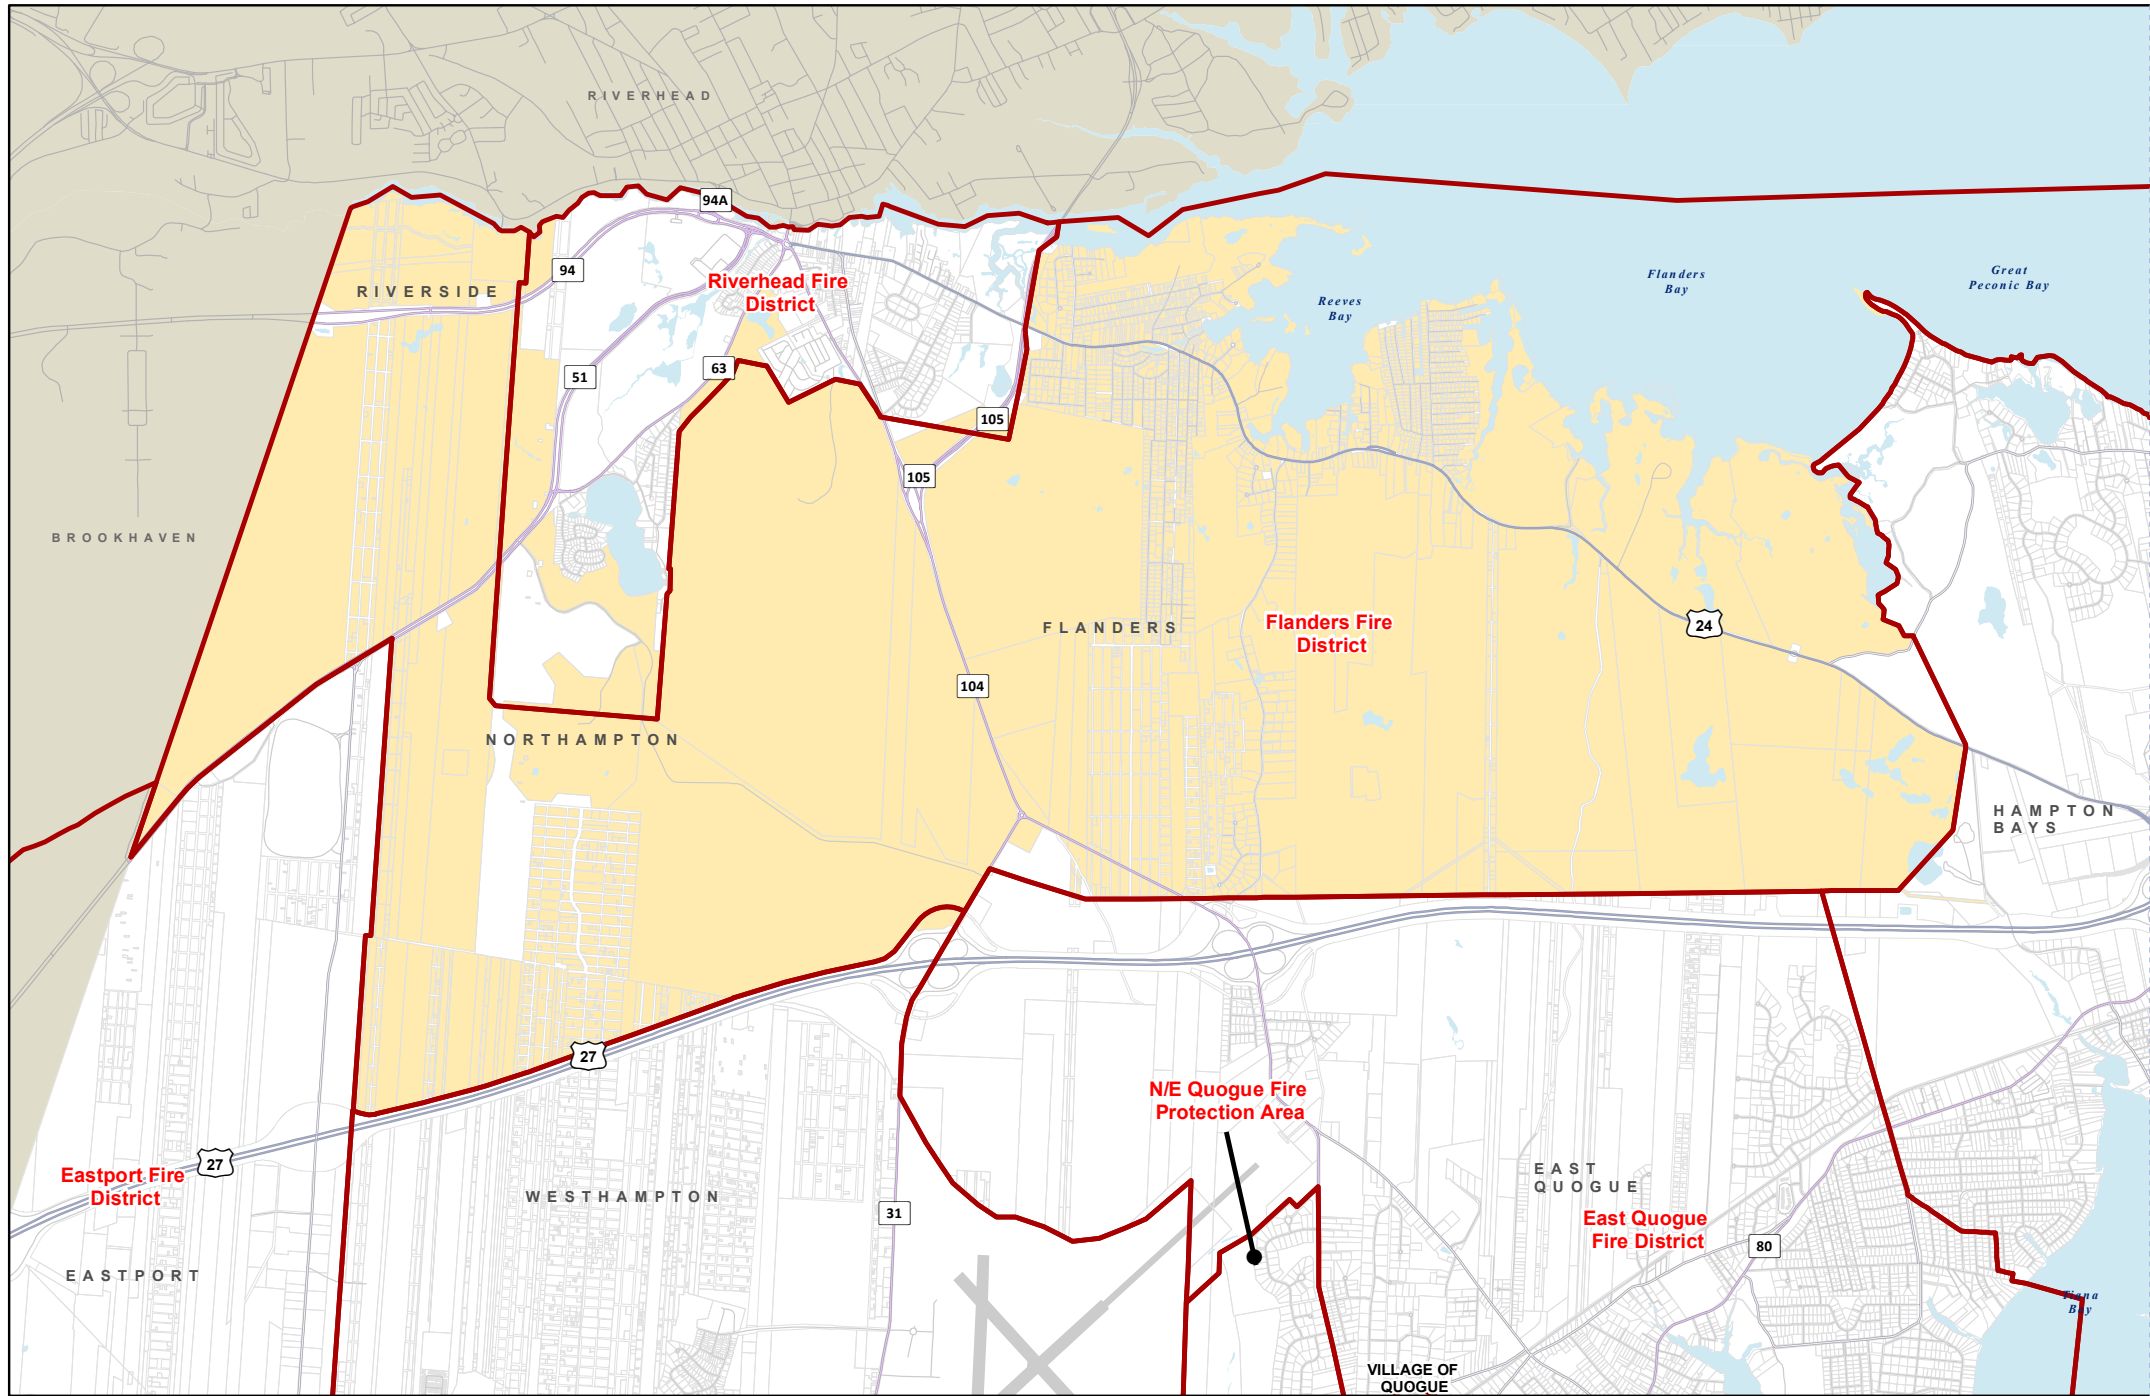 RIVERHEAD
94A
94
RIVERSIDE
Riverhead Fire
District
Reeves
Bay
Flanders
Bay
Great
Peconic Bay
51
63
105
105
BROOKHAVEN
FLANDERS
Flanders Fire
District
24
104
NORTHAMPTON
HAMPTON
BAYS
27
N/E Quogue Fire
Protection Area
27
Eastport Fire
District
WESTHAMPTON
31
EAST
QUOGUE
East Quogue
Fire District
80
EASTPORT
Tiana
Bay
VILLAGE OF
QUOGUE